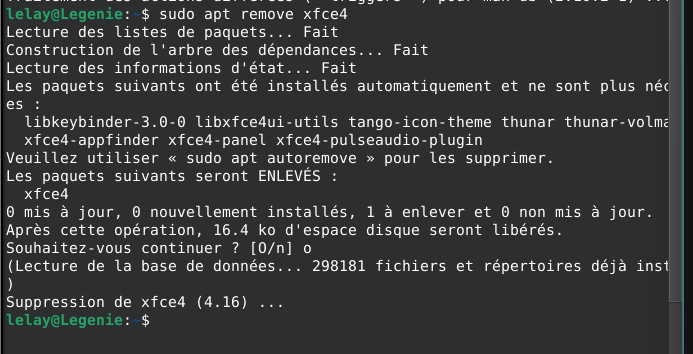 lelay@Legenie:~$ sudo apt remove xfce4
Lecture des listes de paquets... Fait
Construction de l'arbre des dépendances... Fait
Lecture des informations d'état... Fait
Les paquets suivants ont été installés automatiquement et ne sont plus néc
es :
  libkeybinder-3.0-0 libxfce4ui-utils tango-icon-theme thunar thunar-volma
  xfce4-appfinder xfce4-panel xfce4-pulseaudio-plugin
Veuillez utiliser « sudo apt autoremove » pour les supprimer.
Les paquets suivants seront ENLEVÉS :
  xfce4
0 mis à jour, 0 nouvellement installés, 1 à enlever et 0 non mis à jour.
Après cette opération, 16.4 ko d'espace disque seront libérés.
Souhaitez-vous continuer ? [O/n] o
(Lecture de la base de données... 298181 fichiers et répertoires déjà inst
)
Suppression de xfce4 (4.16) ...
lelay@Legenie:~$